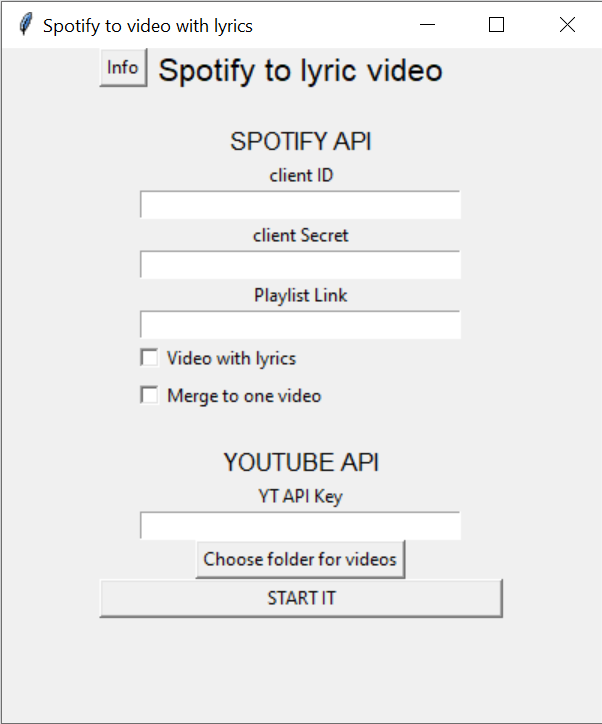 Spotify to video with lyrics
Info Spotify to lyric video
SPOTIFY API
client ID
client Secret
Playlist Link
Video with lyrics
Merge to one video
YOUTUBE API
YT API Key
Choose folder for videos
START IT